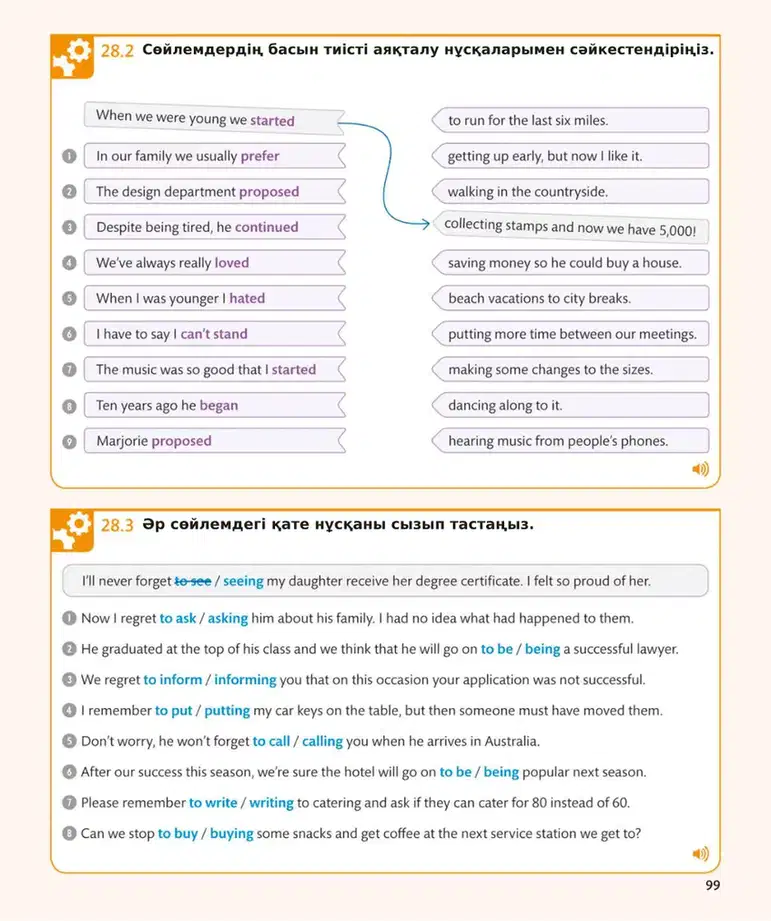 28.2 Сөйлемдердің басын тиісті аяқталу нұсқаларымен сәйкестендіріңіз.
When we were young we started
to run for the last six miles.
1 In our family we usually prefer
getting up early, but now I like it.
2 The design department proposed
walking in the countryside.
3 Despite being tired, he continued
collecting stamps and now we have 5,000!
4 We've always really loved
saving money so he could buy a house.
5 When I was younger I hated
beach vacations to city breaks.
6 I have to say I can't stand
putting more time between our meetings.
7 The music was so good that I started
making some changes to the sizes.
8 Ten years ago he began
dancing along to it.
9 Marjorie proposed
hearing music from people's phones.
28.3 Әр сөйлемдегі қате нұсқаны сызып тастаңыз.
I'll never forget to see / seeing my daughter receive her degree certificate. I felt so proud of her.
1 Now I regret to ask / asking him about his family. I had no idea what had happened to them.
2 He graduated at the top of his class and we think that he will go on to be / being a successful lawyer.
3 We regret to inform / informing you that on this occasion your application was not successful.
4 I remember to put / putting my car keys on the table, but then someone must have moved them.
5 Don't worry, he won't forget to call / calling you when he arrives in Australia.
6 After our success this season, we're sure the hotel will go on to be / being popular next season.
7 Please remember to write / writing to catering and ask if they can cater for 80 instead of 60.
8 Can we stop to buy / buying some snacks and get coffee at the next service station we get to?
99